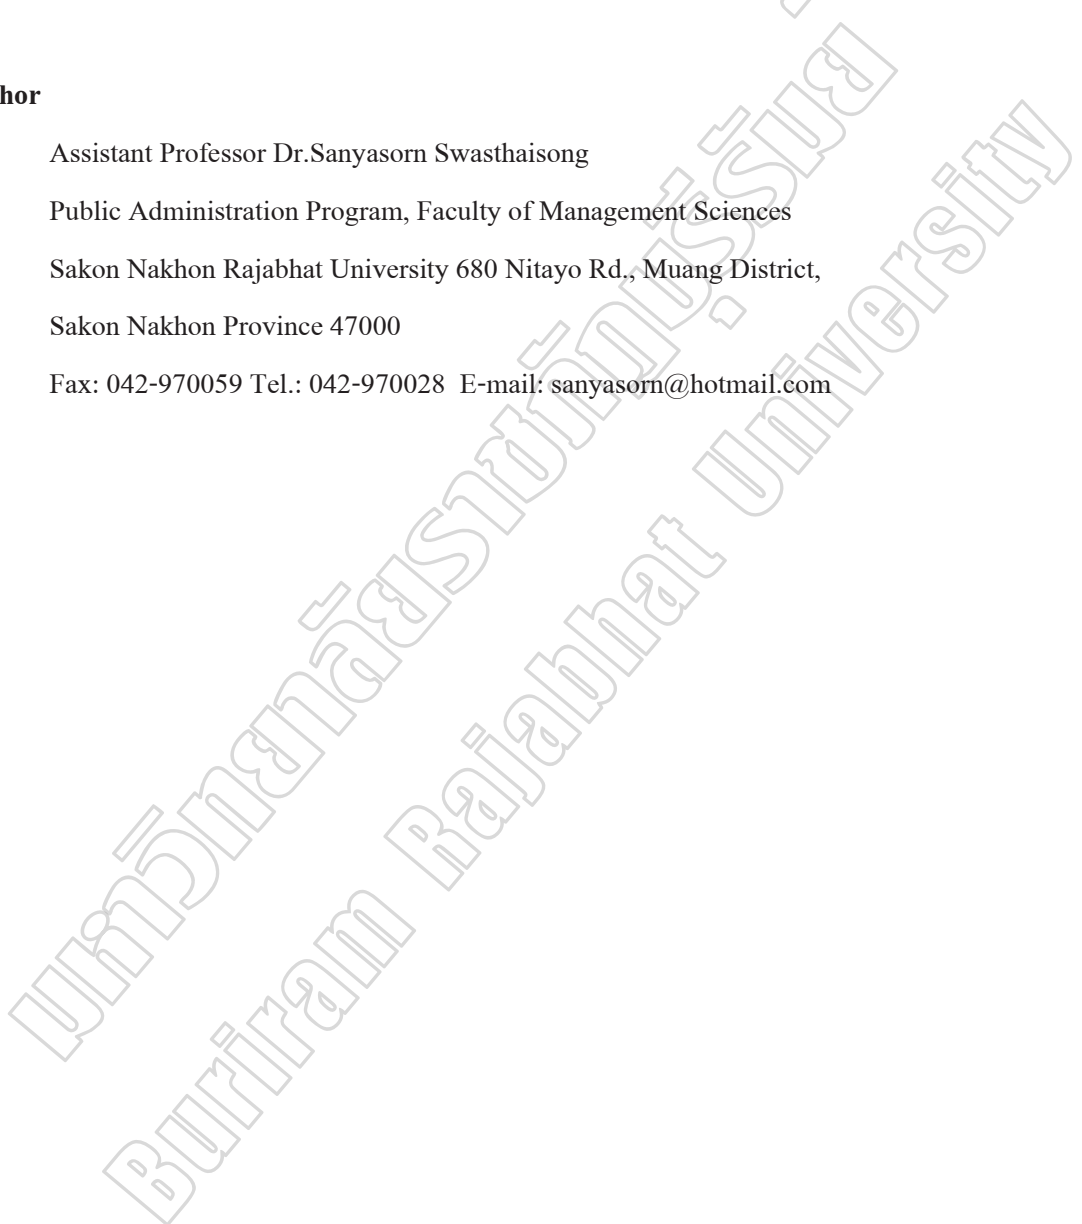 hor
Assistant Professor Dr.Sanyasorn Swasthaisong
Public Administration Program, Faculty of Management Sciences
Sakon Nakhon Rajabhat University 680 Nitayo Rd., Muang District,
Sakon Nakhon Province 47000
Fax: 042-970059 Tel.: 042-970028 E-mail: sanyasorn@hotmail.com
มหาวิทยาลัยราชภัฏบุรีรัมย์
Buriram Rajabhat University